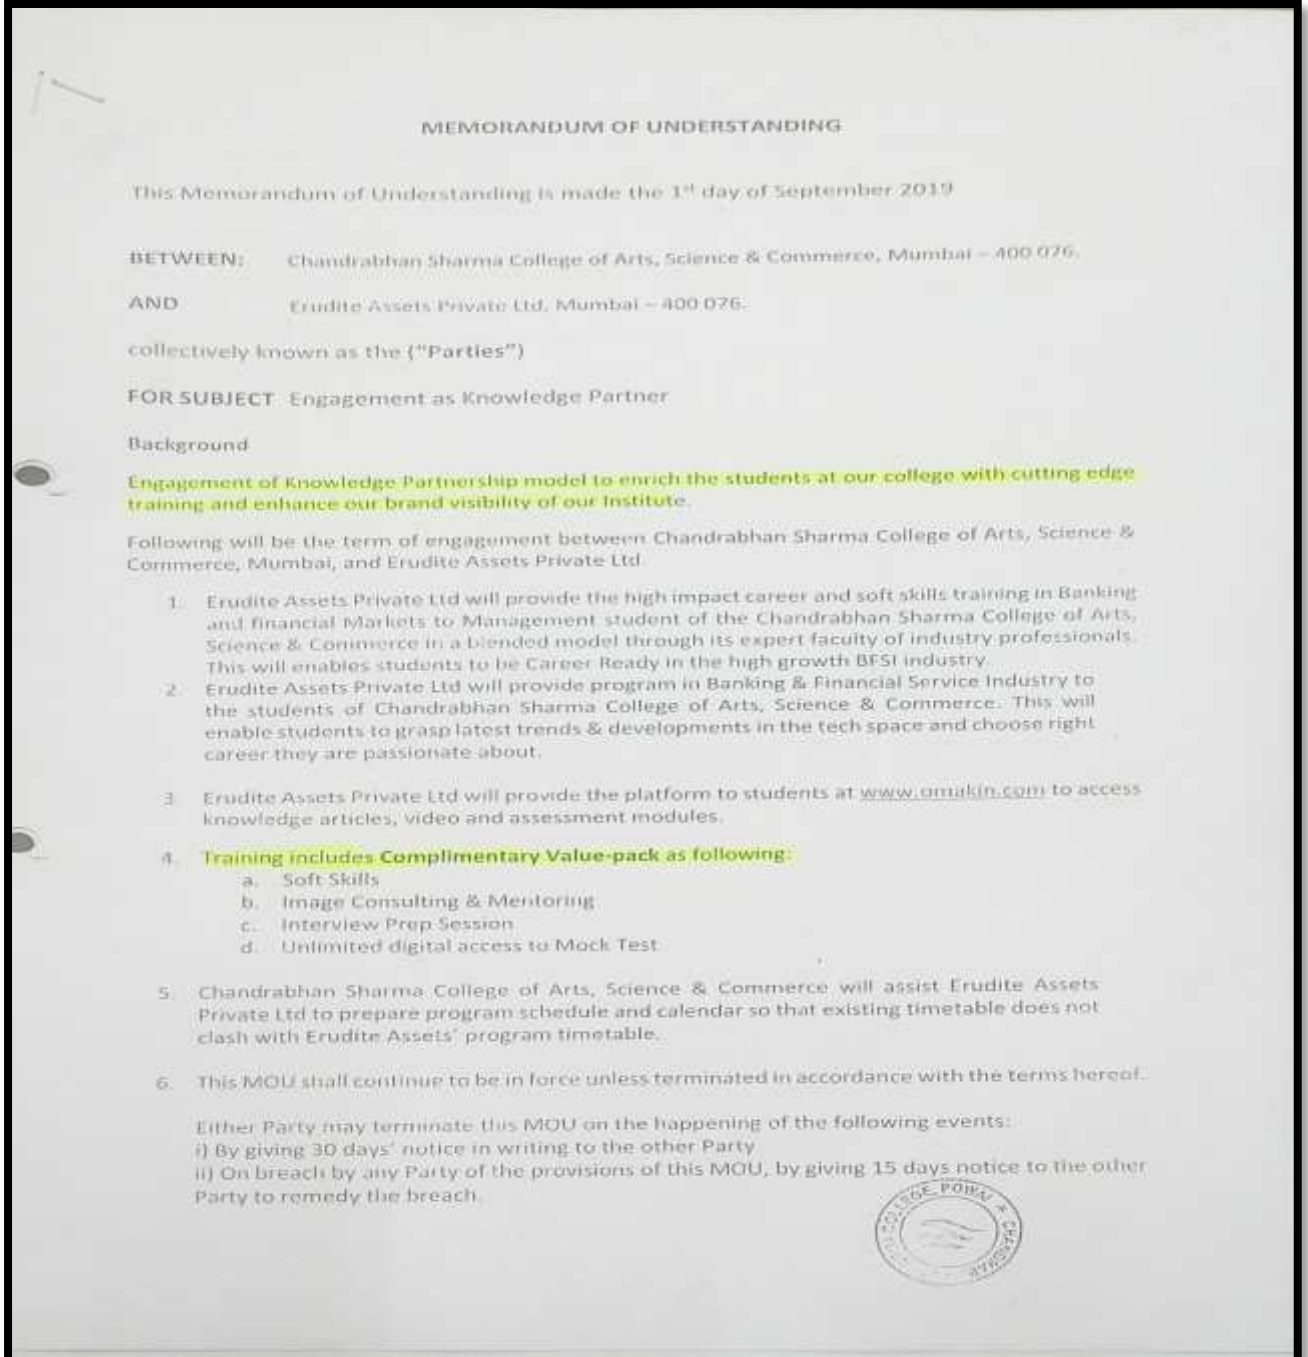 MEMORANDUM OF UNDERSTANDING
This Memorandum of Understanding is made the 1st day of September 2019
BETWEEN: Chandrabhan Sharma College of Arts, Science & Commerce, Mumbai – 400 076.
AND Erudite Assets Private Ltd, Mumbai – 400 076.
collectively known as the ("Parties")
FOR SUBJECT Engagement as Knowledge Partner
Background
Engagement of Knowledge Partnership model to enrich the students at our college with cutting edge
training and enhance our brand visibility of our Institute.
Following will be the term of engagement between Chandrabhan Sharma College of Arts, Science &
Commerce, Mumbai, and Erudite Assets Private Ltd
1. Erudite Assets Private Ltd will provide the high impact career and soft skills training in Banking
and financial Markets to Management student of the Chandrabhan Sharma College of Arts,
Science & Commerce in a blended model through its expert faculty of industry professionals.
This will enables students to be Career Ready in the high growth BFSI industry.
2. Erudite Assets Private Ltd will provide program in Banking & Financial Service Industry to
the students of Chandrabhan Sharma College of Arts, Science & Commerce. This will
enable students to grasp latest trends & developments in the tech space and choose right
career they are passionate about.
3. Erudite Assets Private Ltd will provide the platform to students at www.omakin.com to access
knowledge articles, video and assessment modules.
4. Training includes Complimentary Value-pack as following:
a. Soft Skills
b. Image Consulting & Mentoring
c. Interview Prep Session
d. Unlimited digital access to Mock Test
5. Chandrabhan Sharma College of Arts, Science & Commerce will assist Erudite Assets
Private Ltd to prepare program schedule and calendar so that existing timetable does not
clash with Erudite Assets' program timetable.
6. This MOU shall continue to be in force unless terminated in accordance with the terms hereof.
Either Party may terminate this MOU on the happening of the following events:
i) By giving 30 days' notice in writing to the other Party
ii) On breach by any Party of the provisions of this MOU, by giving 15 days notice to the other
Party to remedy the breach.
COLLEGE, POWAI